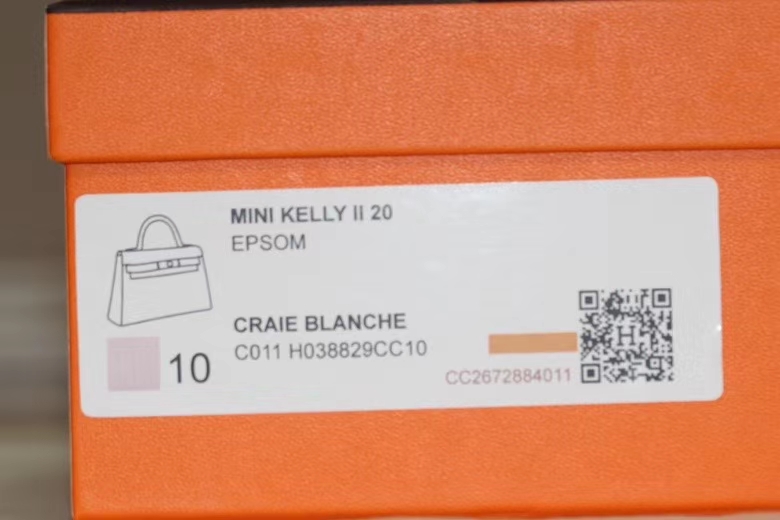 MINI KELLY II 20
EPSOM
CRAIE BLANCHE
10
C011 H038829CC10
CC2672884011
H